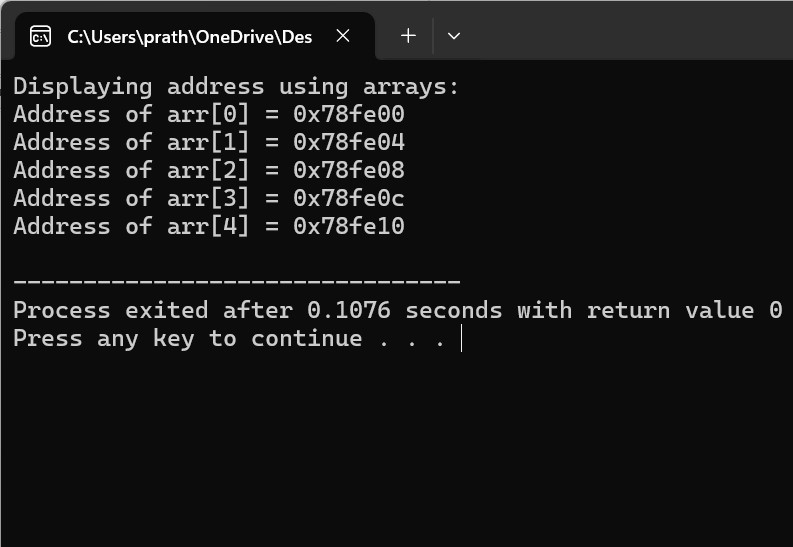 C:\Users\prath\OneDrive\Des
Displaying address using arrays:
Address of arr[0] = 0x78fe00
Address of arr[1] = 0x78fe04
Address of arr[2] = 0x78fe08
Address of arr[3] = 0x78fe0c
Address of arr[4] = 0x78fe10
--------------------------------
Process exited after 0.1076 seconds with return value 0
Press any key to continue . . .